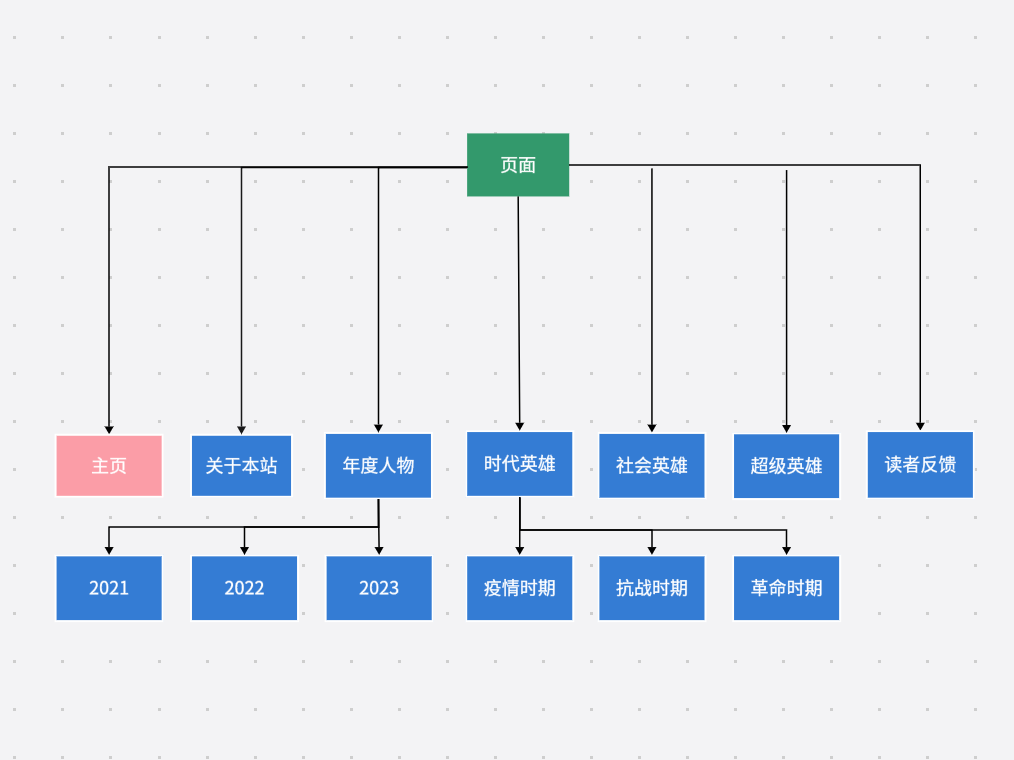 页面
主页
关于本站
年度人物
时代英雄
社会英雄
超级英雄
读者反馈
2021
2022
2023
疫情时期
抗战时期
革命时期